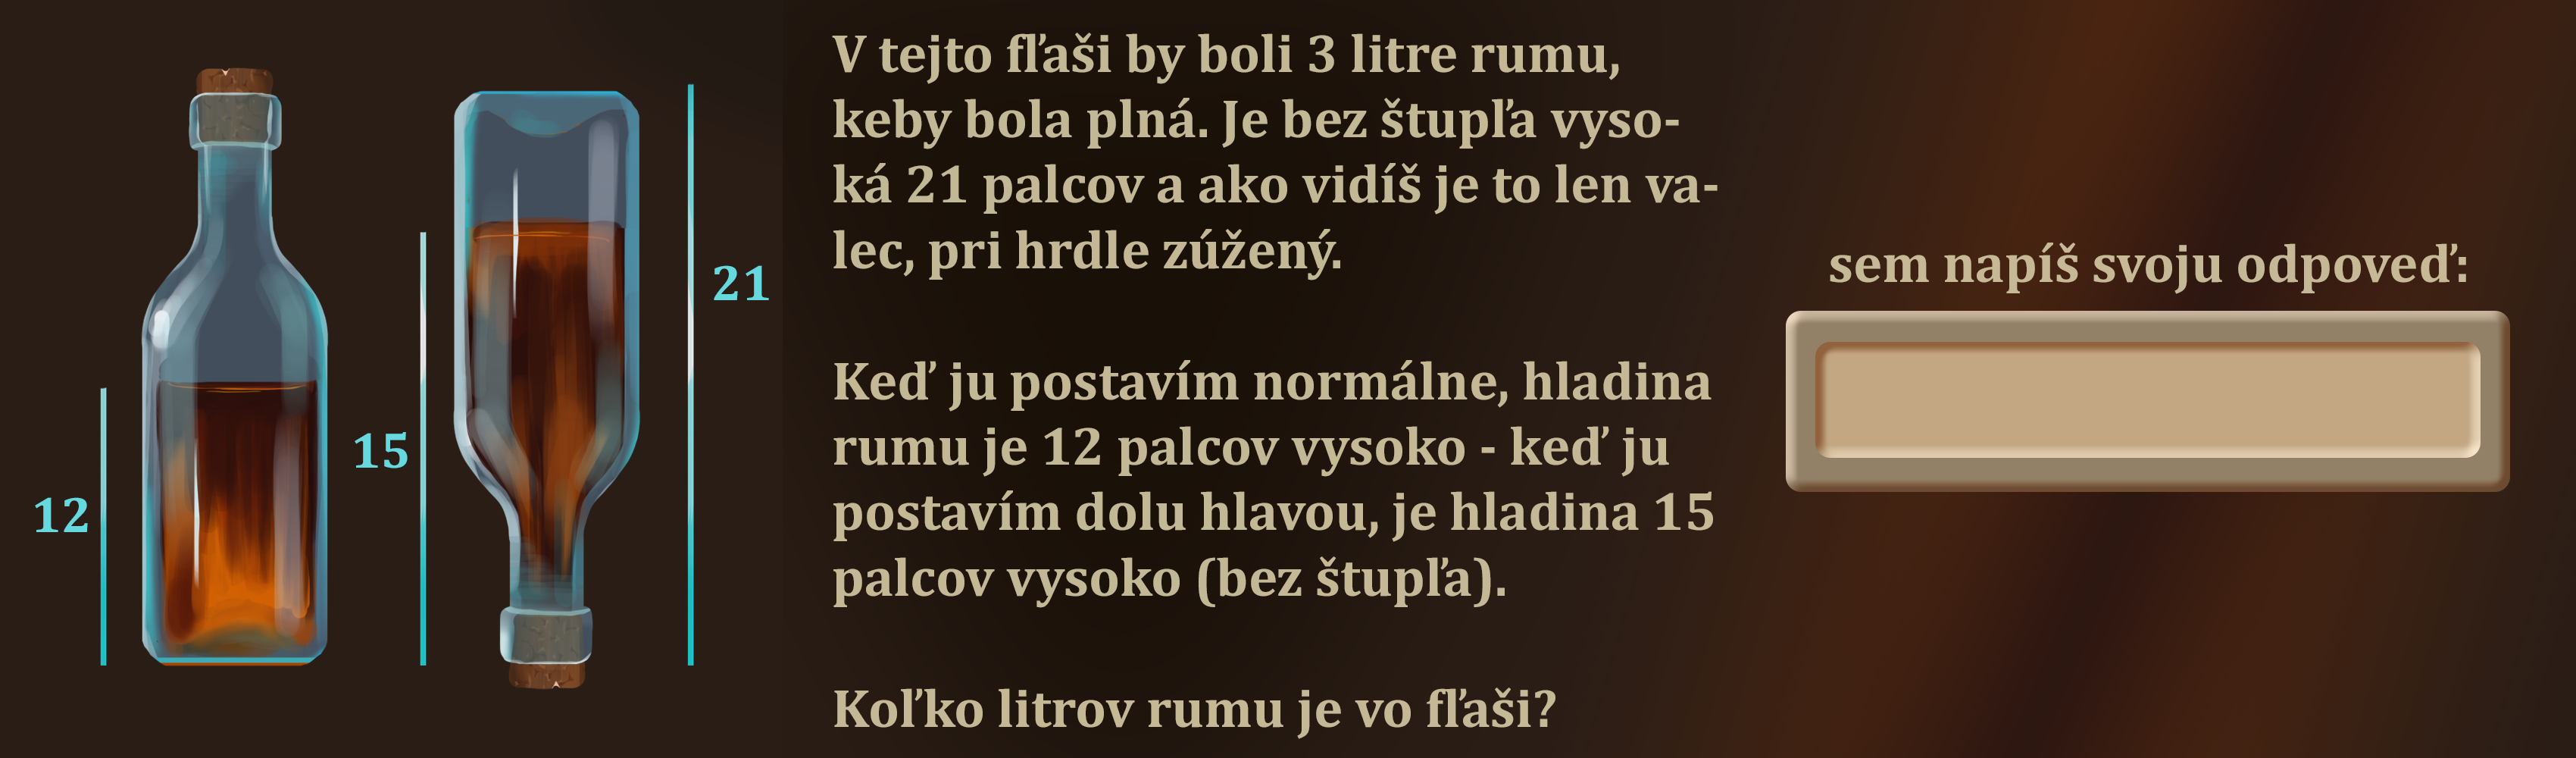 V tejto fľaši by boli 3 litre rumu,
keby bola plná. Je bez štupľa vyso-
ká 21 palcov a ako vidíš je to len va-
lec, pri hrdle zúžený.
Keď ju postavím normálne, hladina
rumu je 12 palcov vysoko - keď ju
postavím dolu hlavou, je hladina 15
palcov vysoko (bez štupľa).
Koľko litrov rumu je vo fľaši?
12
15
21
sem napíš svoju odpoveď: